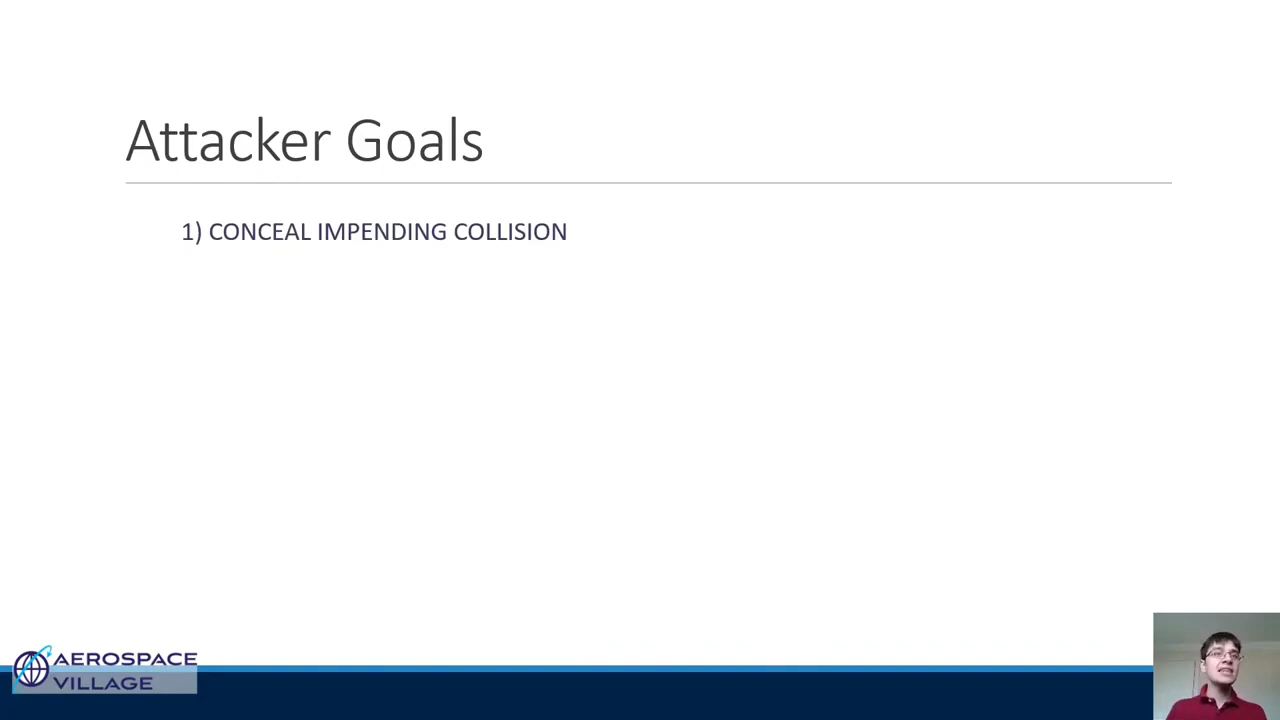 Attacker Goals
1) CONCEAL IMPENDING COLLISION
AEROSPACE
VILLAGE